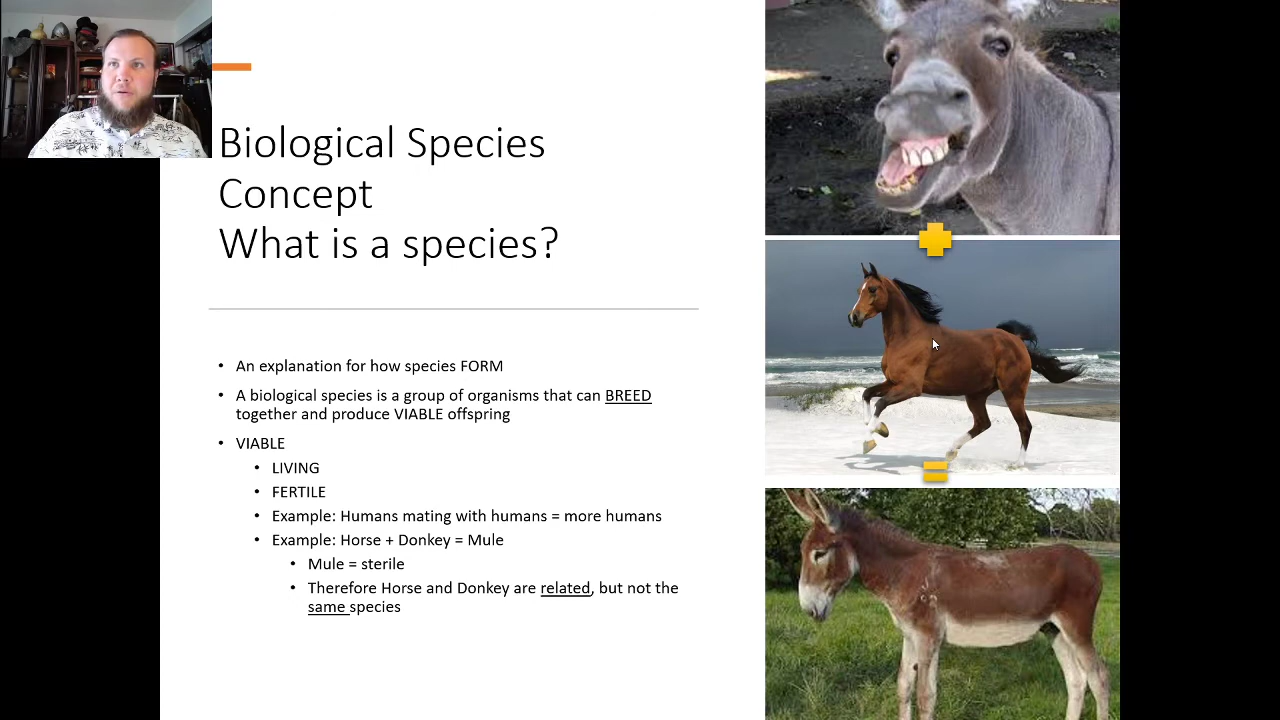 Biological Species
Concept
What is a species?
• An explanation for how species FORM
• A biological species is a group of organisms that can BREED
together and produce VIABLE offspring
• VIABLE
• LIVING
• FERTILE
• Example: Humans mating with humans = more humans
• Example: Horse + Donkey = Mule
• Mule = sterile
• Therefore Horse and Donkey are related, but not the
same species